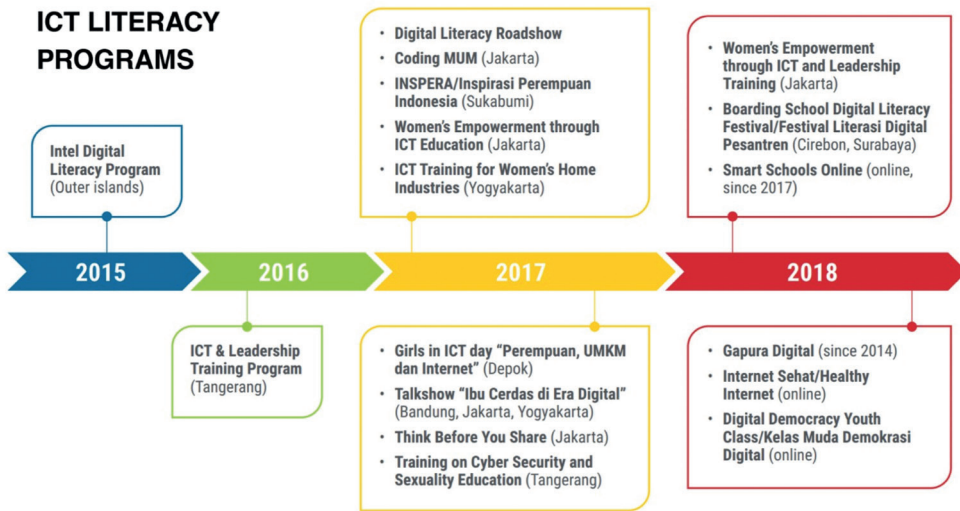 ICT LITERACY
PROGRAMS
Intel Digital
Literacy Program
(Outer islands)
• Digital Literacy Roadshow
• Coding MUM (Jakarta)
• INSPERA/Inspirasi Perempuan
Indonesia (Sukabumi)
• Women's Empowerment through
ICT Education (Jakarta)
• ICT Training for Women's Home
Industries (Yogyakarta)
• Women's Empowerment
through ICT and Leadership
Training (Jakarta)
• Boarding School Digital Literacy
Festival/Festival Literasi Digital
Pesantren (Cirebon, Surabaya)
• Smart Schools Online (online,
since 2017)
2015
2016
2017
2018
ICT & Leadership
Training Program
(Tangerang)
• Girls in ICT day "Perempuan, UMKM
dan Internet" (Depok)
• Talkshow "Ibu Cerdas di Era Digital"
(Bandung, Jakarta, Yogyakarta)
• Think Before You Share (Jakarta)
• Training on Cyber Security and
Sexuality Education (Tangerang)
• Gapura Digital (since 2014)
• Internet Sehat/Healthy
Internet (online)
• Digital Democracy Youth
Class/Kelas Muda Demokrasi
Digital (online)